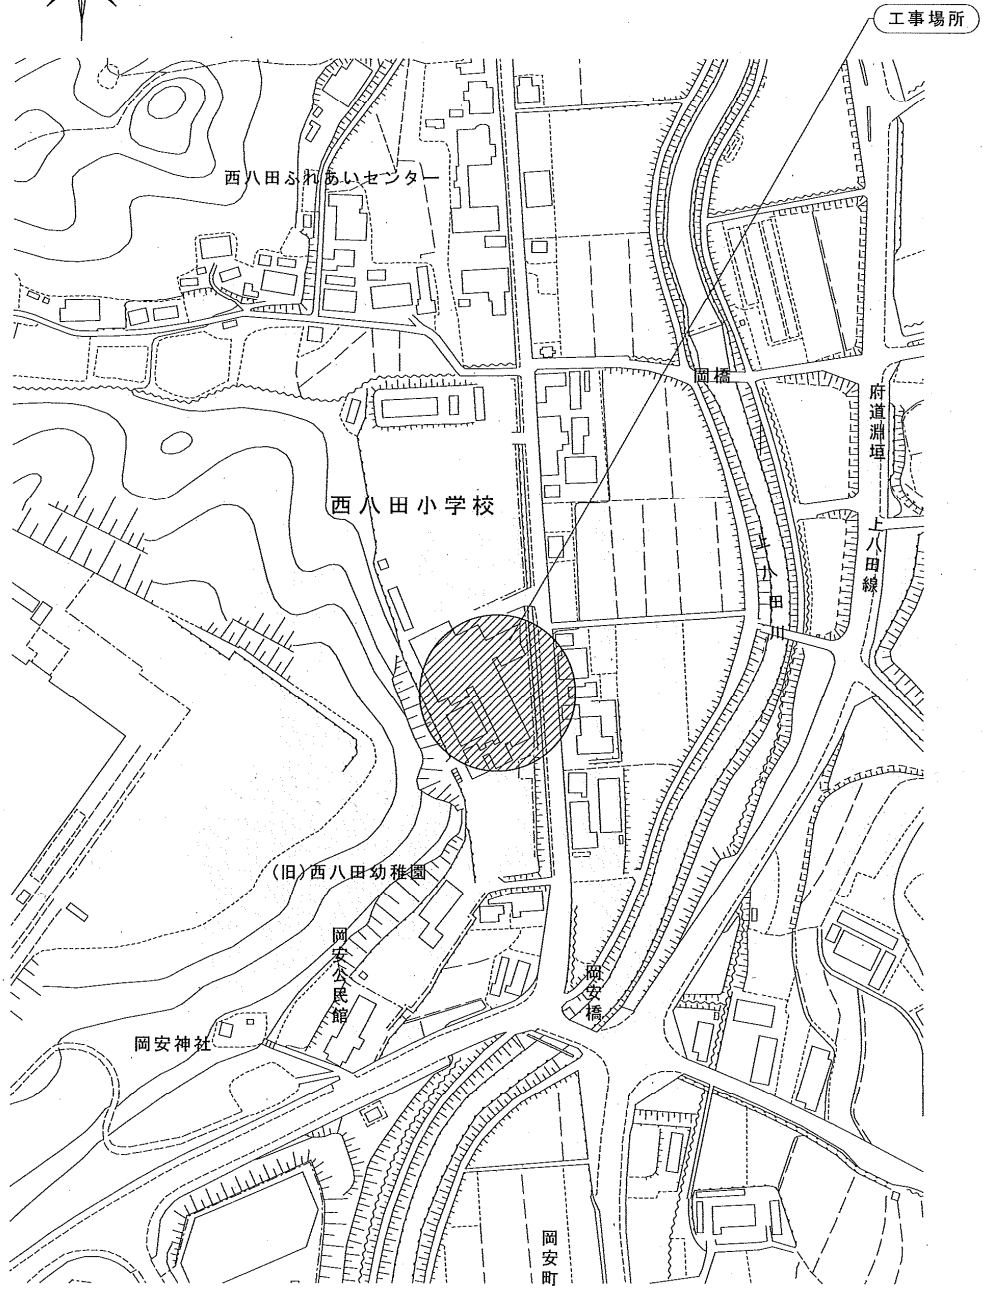 工事場所
西八田ふれあいセンター
岡橋
府道淵垣
上八田線
西八田小学校
上八田川
(旧)西八田幼稚園
岡安公民館
岡安橋
岡安神社
岡安町